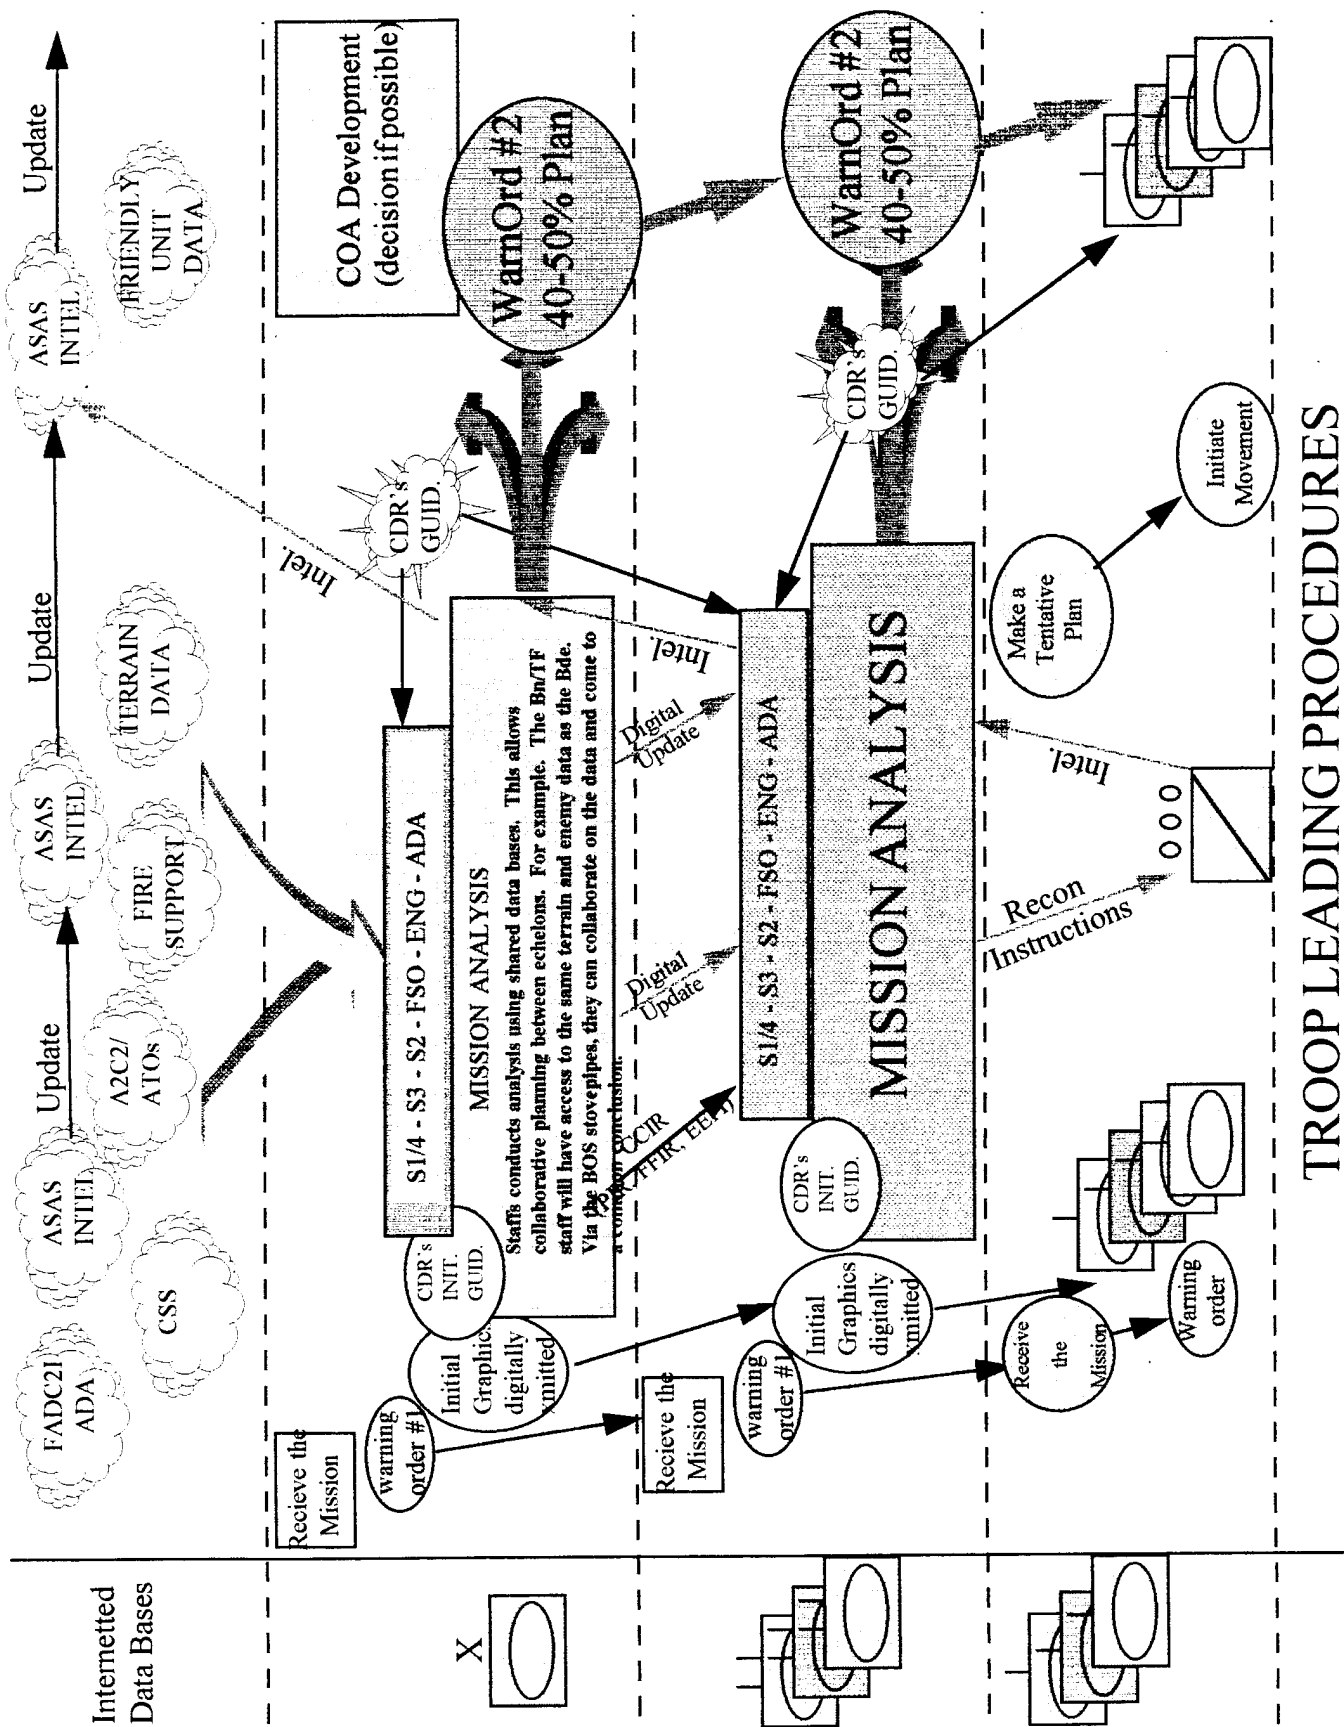 Internetted
Data Bases
FADC2I
ADA
CSS
ASAS
INTEL
Update
A2C2/
ATOs
FIRE
SUPPORT
ASAS
INTEL
Update
TERRAIN
DATA
ASAS
INTEL
Update
FRIENDLY
UNIT
DATA
X
Recieve the
Mission
warning
order #1
Initial
Graphics
digitally
xmitted
CDR's
INIT.
GUID.
S1/4 - S3 - S2 - FSO - ENG - ADA
MISSION ANALYSIS
Staffs conducts analysis using shared data bases. This allows
collaborative planning between echelons. For example. The Bn/TF
staff will have access to the same terrain and enemy data as the Bde.
Via the BOS stovepipes, they can collaborate on the data and come to
a common conclusion.
CDR's
GUID.
Intel.
COA Development
(decision if possible)
WarnOrd #2
40-50% Plan
CCIR
FFIR, EEFI)
Digital
Update
Digital
Update
Intel.
Recieve the
Mission
warning
order #1
Initial
Graphics
digitally
xmitted
CDR's
INIT.
GUID.
S1/4 - S3 - S2 - FSO - ENG - ADA
MISSION ANALYSIS
CDR's
GUID.
WarnOrd #2
40-50% Plan
Receive
the
Mission
Warning
order
Recon
Instructions
Intel.
Make a
Tentative
Plan
Initiate
Movement
TROOP LEADING PROCEDURES